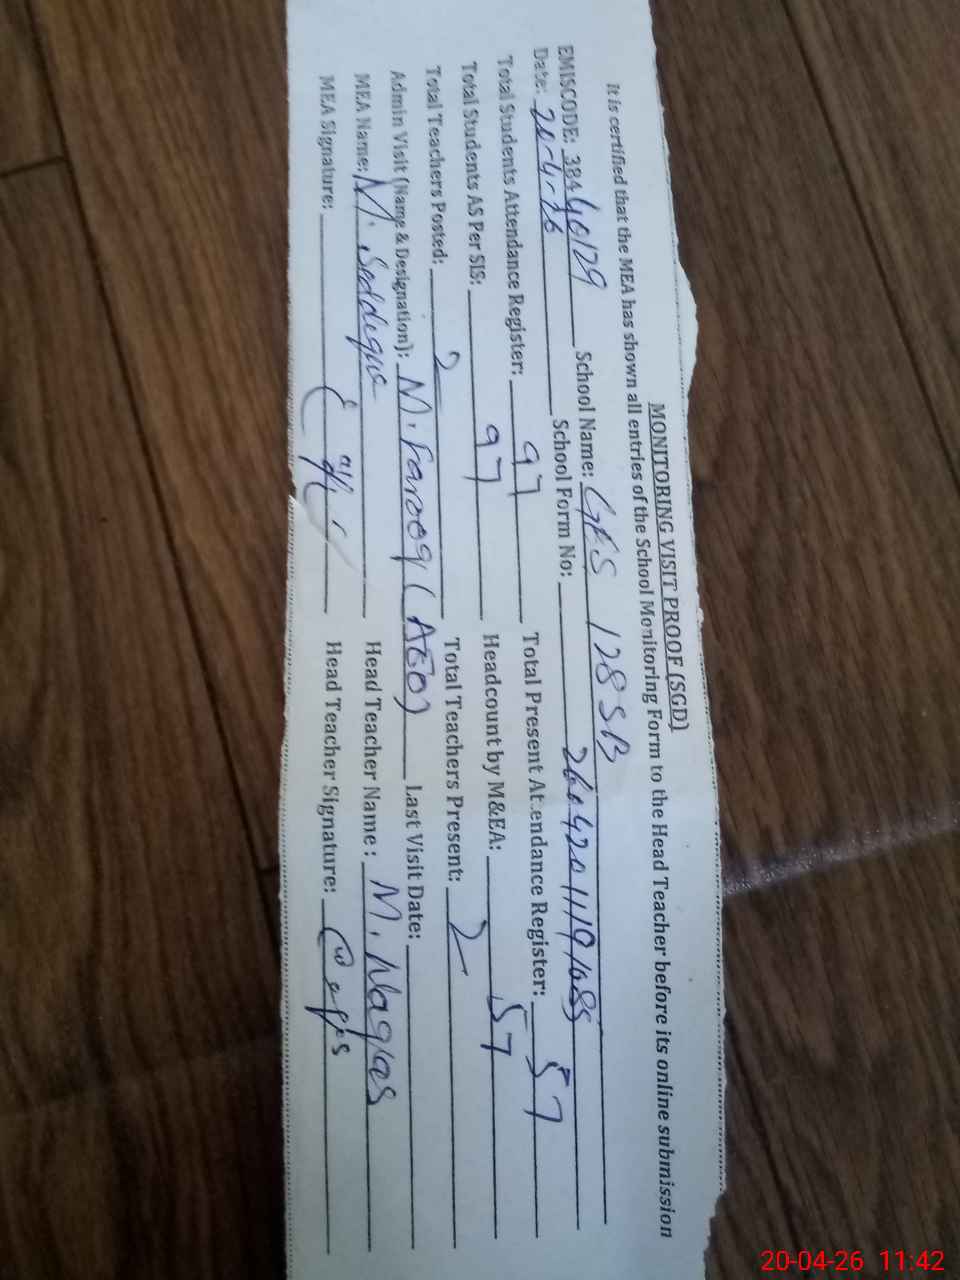 MONITORING VISIT PROOF (SGD)
It is certified that the MEA has shown all entries of the School Monitoring Form to the Head Teacher before its online submission
EMISCODE: 38440129 School Name: GES 128 SB
Date: 20-4-26 School Form No: 26042011191085
Total Students Attendance Register: 97 Total Present Attendance Register: 57
Total Students AS Per SIS: 97 Headcount by M&EA: 57
Total Teachers Posted: 2 Total Teachers Present: 2
Admin Visit (Name & Designation): M. Farooq (AEO) Last Visit Date:
MEA Name: M. Seddique Head Teacher Name: M. Waqas
MEA Signature: Head Teacher Signature:
20-04-26 11:42